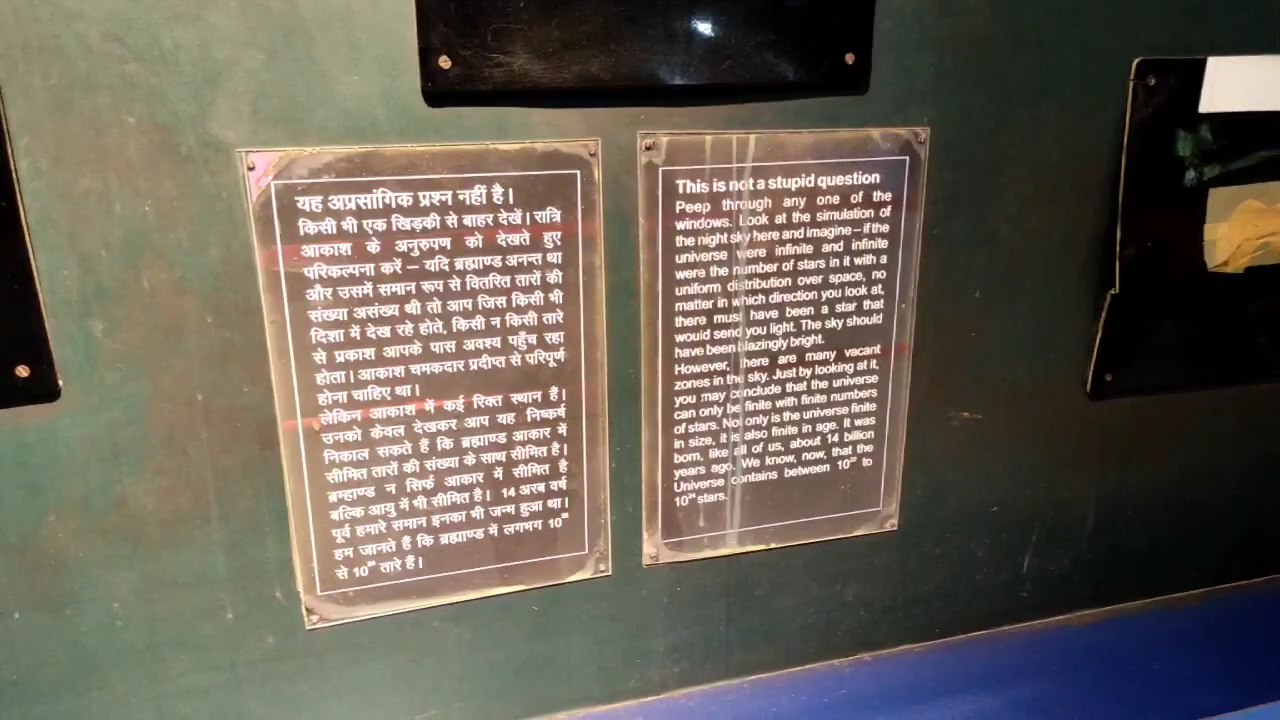 यह अप्रसांगिक प्रश्न नहीं है।
किसी भी एक खिड़की से बाहर देखें। रात्रि
आकाश के अनुरुपण को देखते हुए
परिकल्पना करें – यदि ब्रह्माण्ड अनन्त था
और उसमें समान रूप से वितरित तारों की
संख्या असंख्य थी तो आप जिस किसी भी
दिशा में देख रहे होते, किसी न किसी तारे
से प्रकाश आपके पास अवश्य पहुँच रहा
होता। आकाश चमकदार प्रदीप्त से परिपूर्ण
होना चाहिए था।
लेकिन आकाश में कई रिक्त स्थान हैं।
उनको केवल देखकर आप यह निष्कर्ष
निकाल सकते हैं कि ब्रह्माण्ड आकार में
सीमित तारों की संख्या के साथ सीमित है।
ब्रम्हाण्ड न सिर्फ आकार में सीमित है
बल्कि आयु में भी सीमित है। 14 अरब वर्ष
पूर्व हमारे समान इनका भी जन्म हुआ था।
हम जानते हैं कि ब्रह्माण्ड में लगभग 10
से 10 तारे हैं।
This is not a stupid question
Peep through any one of the
windows. Look at the simulation of
the night sky here and imagine – if the
universe were infinite and infinite
were the number of stars in it with a
uniform distribution over space, no
matter in which direction you look at,
there must have been a star that
would send you light. The sky should
have been blazingly bright.
However, there are many vacant
zones in the sky. Just by looking at it,
you may conclude that the universe
can only be finite with finite numbers
of stars. Not only is the universe finite
in size, it is also finite in age. It was
born, like all of us, about 14 billion
years ago. We know, now, that the
Universe contains between 10²² to
10²⁴ stars.